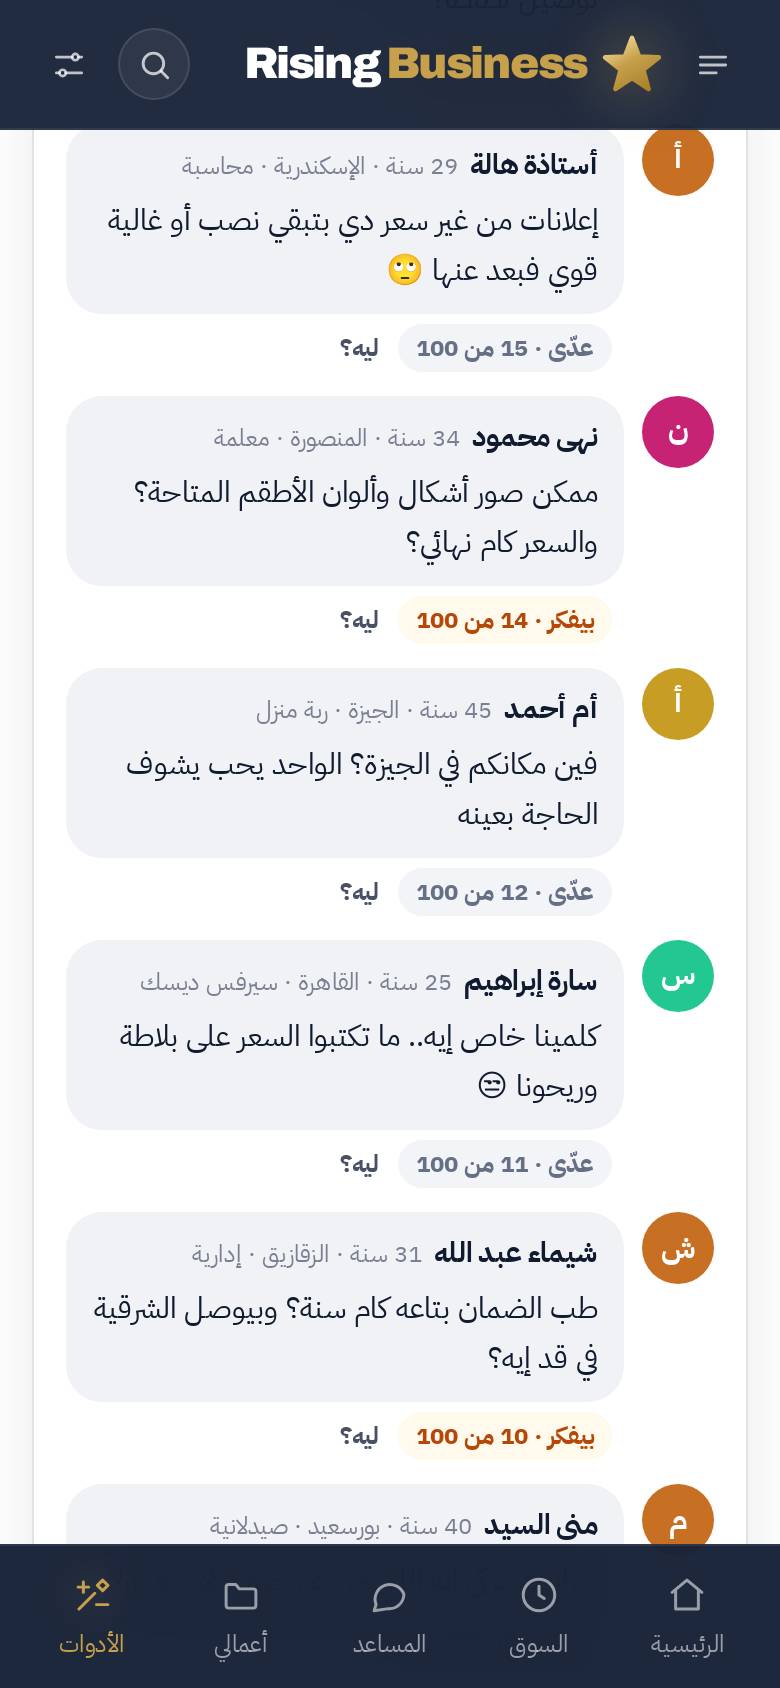 توصيل لطنطا؟
Rising Business
أ
أستاذة هالة 29 سنة · الإسكندرية · محاسبة
إعلانات من غير سعر دي بتبقي نصب أو غالية
قوي فبعد عنها 🙄
عدّى · 15 من 100 ليه؟
ن
نهى محمود 34 سنة · المنصورة · معلمة
ممكن صور أشكال وألوان الأطقم المتاحة؟
والسعر كام نهائي؟
بيفكر · 14 من 100 ليه؟
أ
أم أحمد 45 سنة · الجيزة · ربة منزل
فين مكانكم في الجيزة؟ الواحد يحب يشوف
الحاجة بعينه
عدّى · 12 من 100 ليه؟
س
سارة إبراهيم 25 سنة · القاهرة · سيرفس ديسك
كلمينا خاص إيه.. ما تكتبوا السعر على بلاطة
وريحونا 😒
عدّى · 11 من 100 ليه؟
ش
شيماء عبد الله 31 سنة · الزقازيق · إدارية
طب الضمان بتاعه كام سنة؟ وبيوصل الشرقية
في قد إيه؟
بيفكر · 10 من 100 ليه؟
م
منى السيد 40 سنة · بورسعيد · صيدلانية
الرئيسية السوق المساعد أعمالي الأدوات